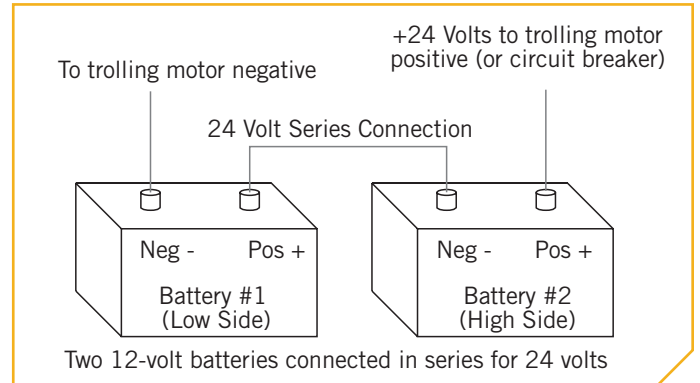 To trolling motor negative
+24 Volts to trolling motor
positive (or circuit breaker)
24 Volt Series Connection
Neg -
Pos +
Battery #1
(Low Side)
Neg -
Pos +
Battery #2
(High Side)
Two 12-volt batteries connected in series for 24 volts